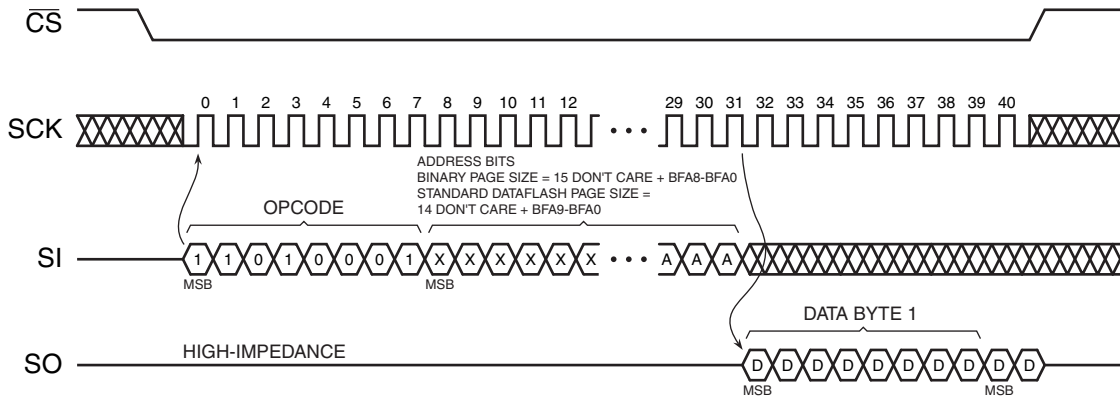 CS
SCK
0 1 2 3 4 5 6 7 8 9 10 11 12 29 30 31 32 33 34 35 36 37 38 39 40
ADDRESS BITS
BINARY PAGE SIZE = 15 DON'T CARE + BFA8-BFA0
STANDARD DATAFLASH PAGE SIZE =
14 DON'T CARE + BFA9-BFA0
OPCODE
SI
1 1 0 1 0 0 0 1 X X X X X X • • • A A A
MSB MSB
DATA BYTE 1
SO
HIGH-IMPEDANCE
D D D D D D D D D D
MSB MSB